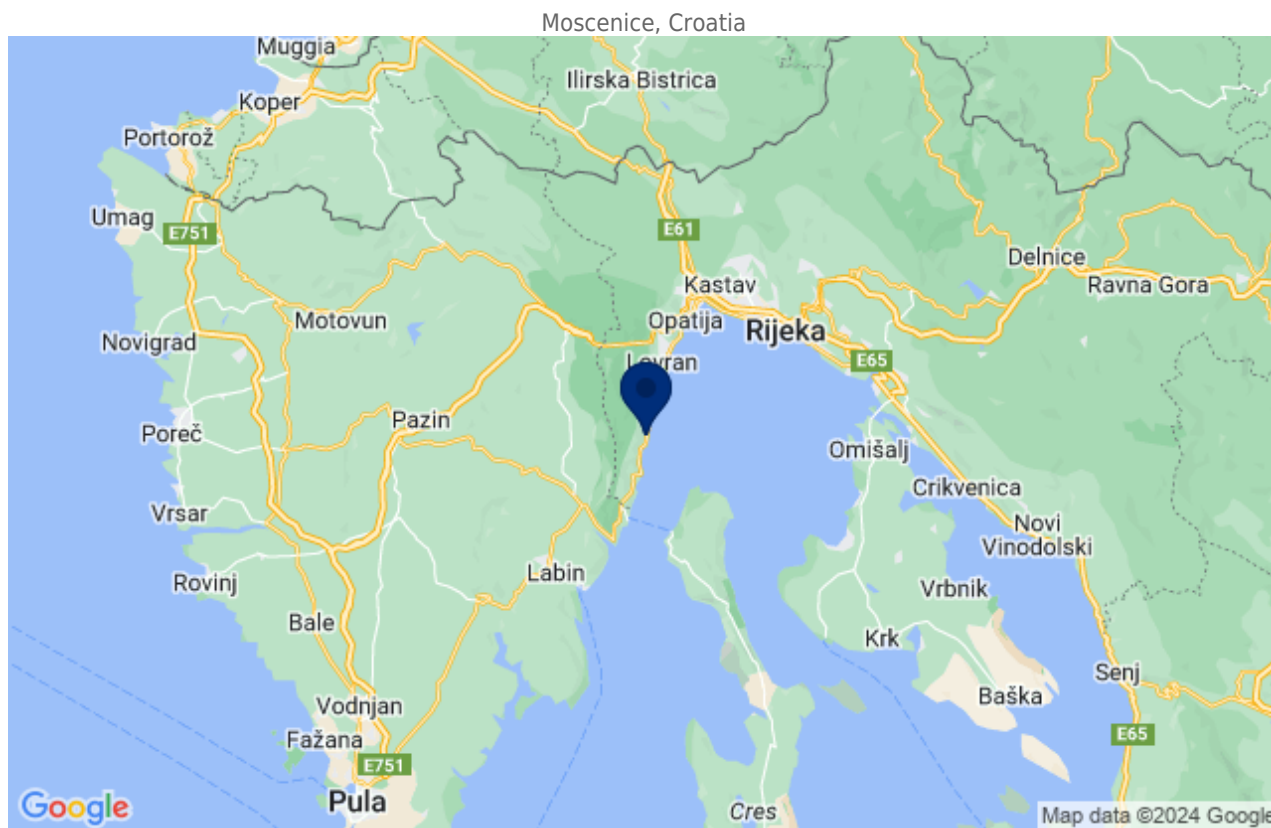 Moscenice, Croatia
Muggia
Ilirska Bistrica
Koper
Portorož
Umag
E751
E61
Delnice
Kastav
Ravna Gora
Motovun
Opatija
Rijeka
Novigrad
Lovran
E65
Pazin
Poreč
Omišalj
Crikvenica
Vrsar
Novi
Vinodolski
Labin
Rovinj
Vrbnik
Bale
Krk
Senj
Baška
Vodnjan
Fažana
E65
E751
Pula
Cres
Google
Map data ©2024 Google